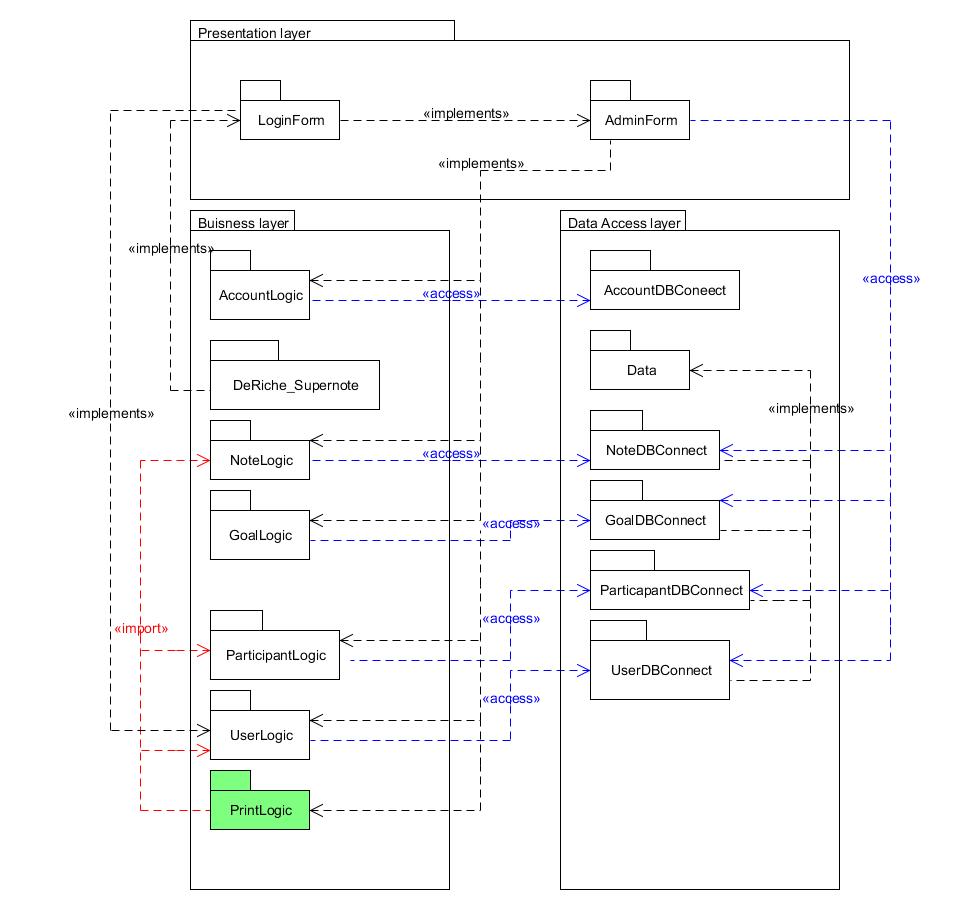 Presentation layer
LoginForm
«implements»
AdminForm
«implements»
Buisness layer
Data Access layer
«implements»
AccountLogic
«access»
AccountDBConeect
«access»
DeRiche_Supernote
Data
«implements»
«implements»
NoteLogic
«access»
NoteDBConnect
GoalLogic
«access»
GoalDBConnect
ParticapantDBConnect
«import»
«access»
ParticipantLogic
UserDBConnect
«access»
UserLogic
PrintLogic